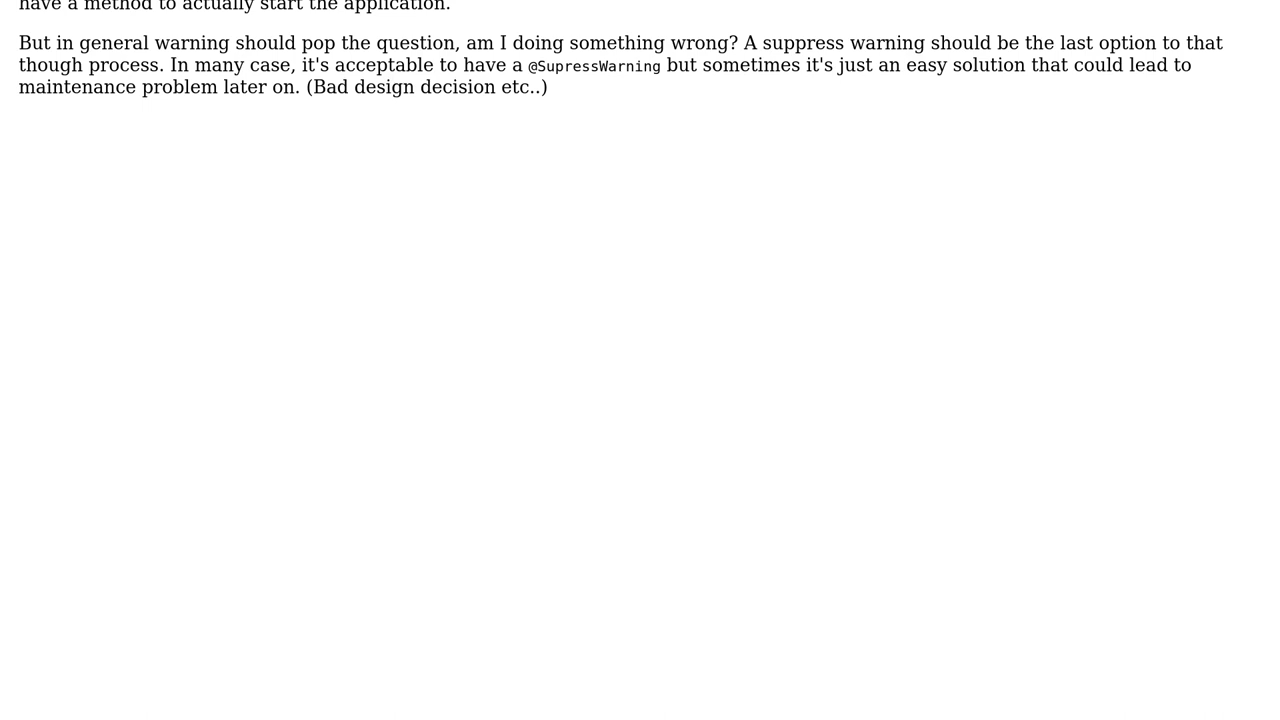 have a method to actually start the application.
But in general warning should pop the question, am I doing something wrong? A suppress warning should be the last option to that
though process. In many case, it's acceptable to have a @SupressWarning but sometimes it's just an easy solution that could lead to
maintenance problem later on. (Bad design decision etc..)